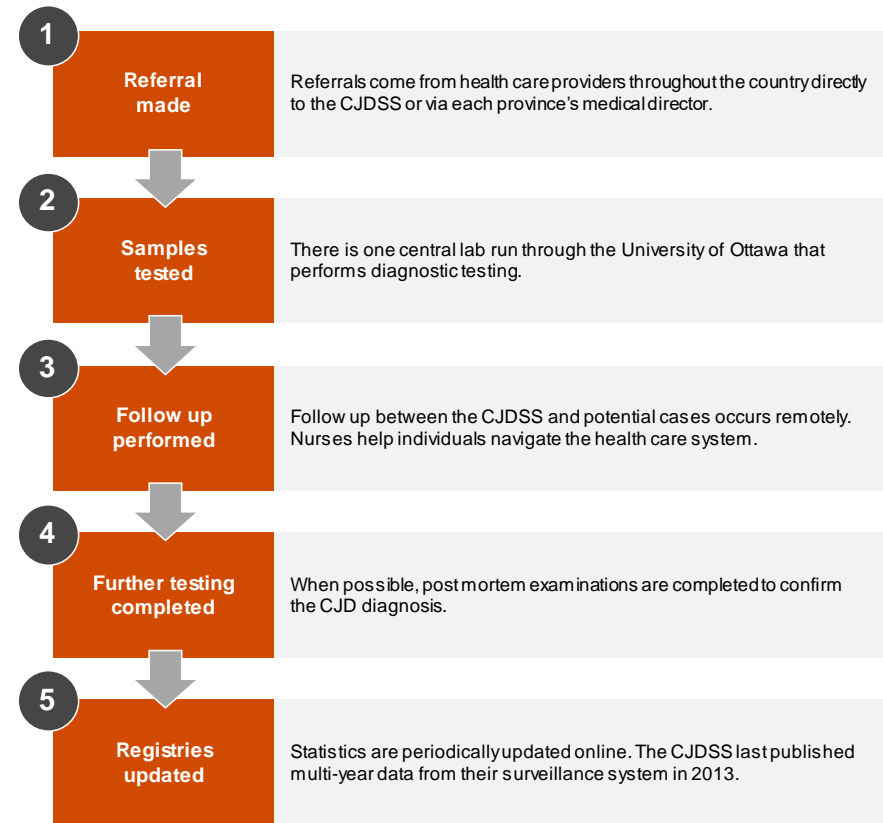 1
Referral
made
Referrals come from health care providers throughout the country directly
to the CJDSS or via each province's medical director.
2
Samples
tested
There is one central lab run through the University of Ottawa that
performs diagnostic testing.
3
Follow up
performed
Follow up between the CJDSS and potential cases occurs remotely.
Nurses help individuals navigate the health care system.
4
Further testing
completed
When possible, post mortem examinations are completed to confirm
the CJD diagnosis.
5
Registries
updated
Statistics are periodically updated online. The CJDSS last published
multi-year data from their surveillance system in 2013.